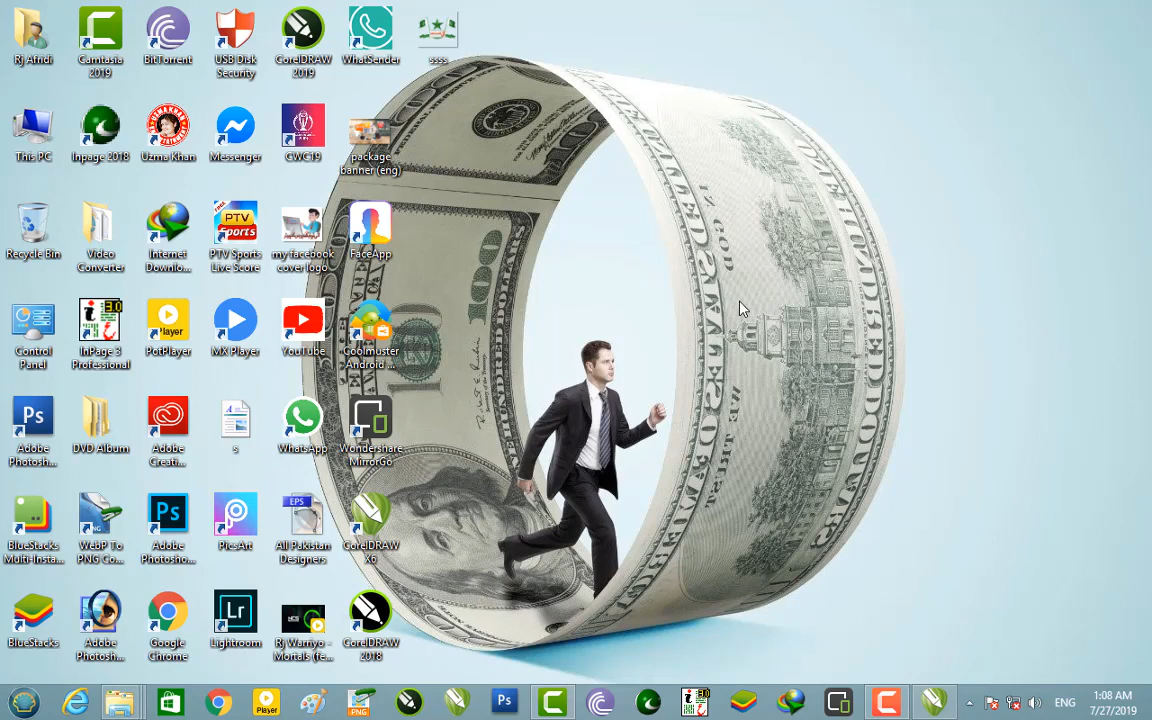 Rj Afridi
Camtasia 2019
BitTorrent
USB Disk Security
CorelDRAW 2019
WhatSender
ssss
This PC
Inpage 2018
Uzma Khan
Messenger
CWC19
package banner (eng)
Recycle Bin
Video Converter
Internet Downlo...
PTV Sports Live Score
my facebook cover logo
FaceApp
Control Panel
InPage 3 Professional
PotPlayer
MX Player
YouTube
Coolmuster Android ...
Adobe Photosh...
DVD Album
Adobe Creati...
s
WhatsApp
Wondershare MirrorGo
BlueStacks Multi-Insta...
WebP To PNG Co...
Adobe Photosho...
PicsArt
All Pakistan Designers
CorelDRAW X6
BlueStacks
Adobe Photosh...
Google Chrome
Lightroom
Rj Warriyo - Mortals (fe...
CorelDRAW 2018
ENG
1:08 AM
7/27/2019